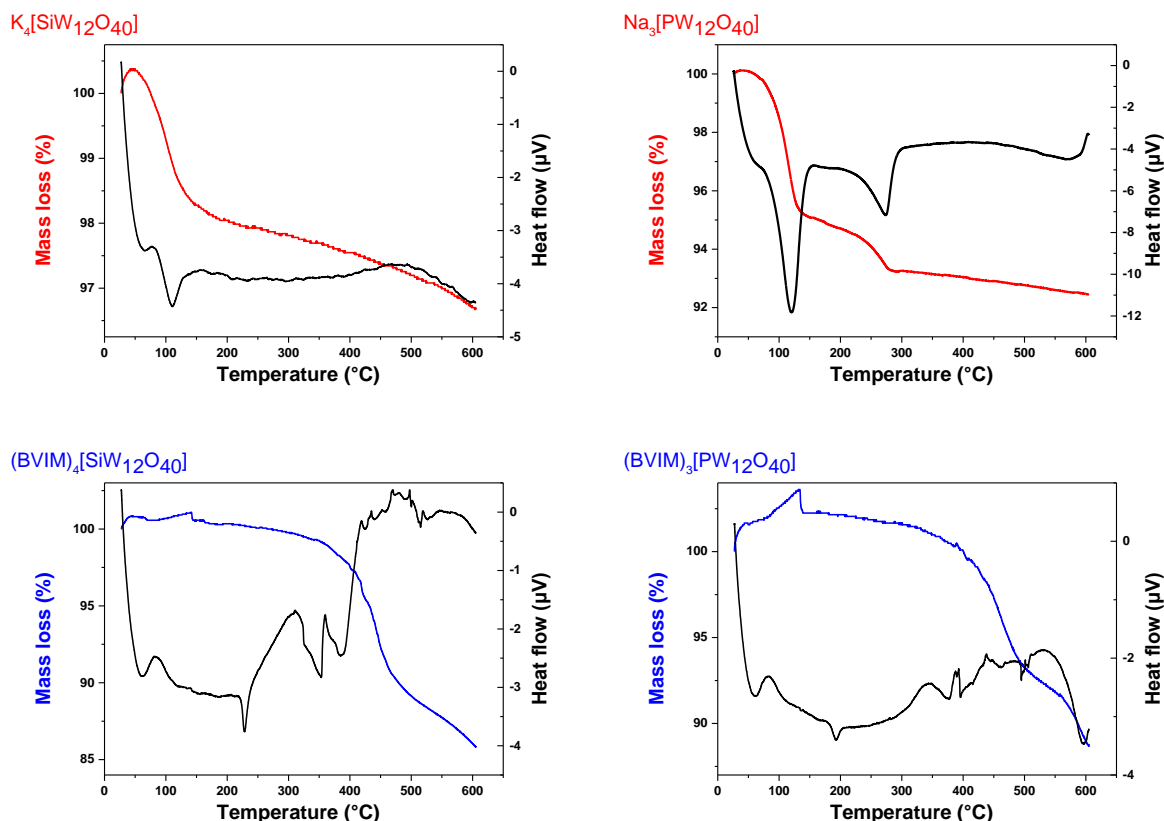 K4[SiW12O40]
100
99
98
97
Mass loss (%)
0
-1
-2
-3
-4
-5
Heat flow (µV)
0 100 200 300 400 500 600
Temperature (°C)
Na3[PW12O40]
100
98
96
94
92
Mass loss (%)
0
-2
-4
-6
-8
-10
-12
Heat flow (µV)
0 100 200 300 400 500 600
Temperature (°C)
(BVIM)4[SiW12O40]
100
95
90
85
Mass loss (%)
0
-1
-2
-3
-4
Heat flow (µV)
0 100 200 300 400 500 600
Temperature (°C)
(BVIM)3[PW12O40]
100
95
90
Mass loss (%)
0
-2
-4
Heat flow (µV)
0 100 200 300 400 500 600
Temperature (°C)